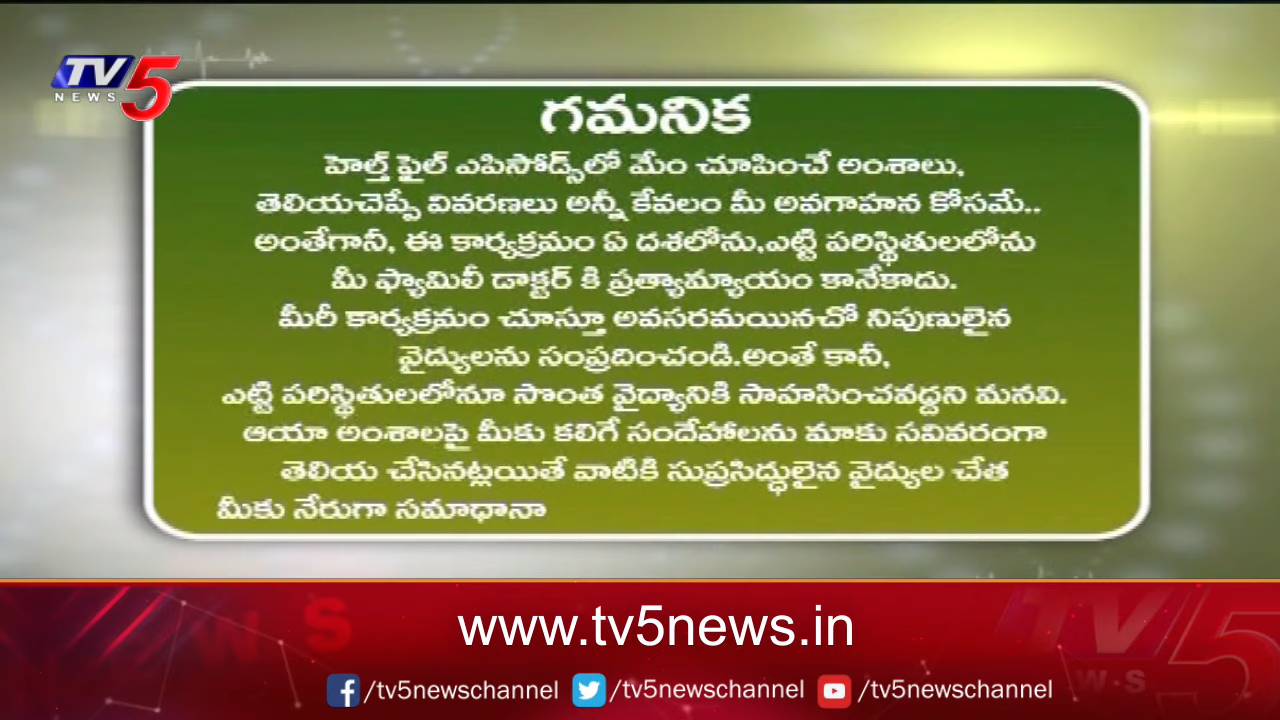 TV5
NEWS
గమనిక
హెల్త్ ఫైల్ ఎపిసోడ్స్‌లో మేం చూపించే అంశాలు,
తెలియచెప్పే వివరణలు అన్నీ కేవలం మీ అవగాహన కోసమే..
అంతేగానీ, ఈ కార్యక్రమం ఏ దశలోను,ఎట్టి పరిస్థితులలోను
మీ ఫ్యామిలీ డాక్టర్ కి ప్రత్యామ్యాయం కానేకాదు.
మీరీ కార్యక్రమం చూస్తూ అవసరమయినచో నిపుణులైన
వైద్యులను సంప్రదించండి.అంతే కానీ,
ఎట్టి పరిస్థితులలోనూ సొంత వైద్యానికి సాహసించవద్దని మనవి.
ఆయా అంశాలపై మీకు కలిగే సందేహాలను మాకు సవివరంగా
తెలియ చేసినట్లయితే వాటికి సుప్రసిద్ధులైన వైద్యుల చేత
మీకు నేరుగా సమాధానా
www.tv5news.in
/tv5newschannel /tv5newschannel /tv5newschannel